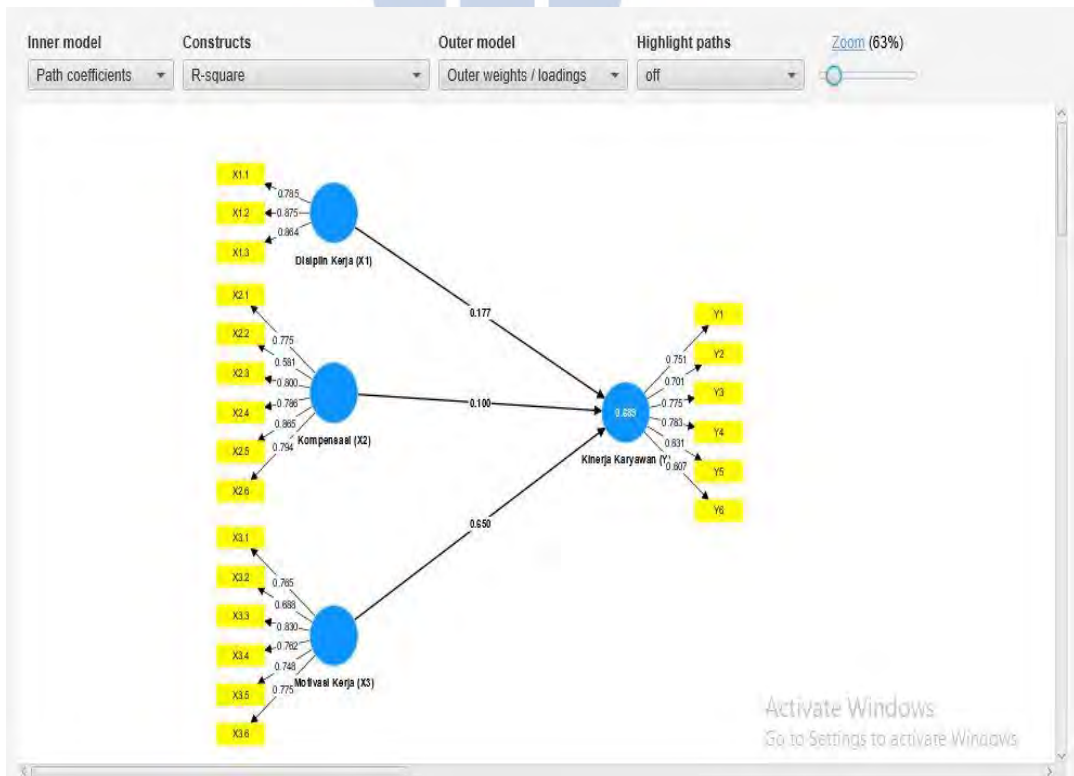 Inner model
Constructs
Outer model
Highlight paths
Zoom (63%)
Path coefficients
R-square
Outer weights / loadings
off
X1.1
X1.2
X1.3
0.785
0.875
0.864
Disiplin Kerja (X1)
0.177
X2.1
X2.2
X2.3
X2.4
X2.5
X2.6
0.775
0.800
0.786
0.865
0.794
Kompensasi (X2)
0.100
X3.1
X3.2
X3.3
X3.4
X3.5
X3.6
0.765
0.688
0.830
0.762
0.748
0.775
Motivasi Kerja (X3)
0.650
Kinerja Karyawan (Y)
Y1
Y2
Y3
Y4
Y5
Y6
0.751
0.701
0.775
0.783
Activate Windows
Go to Settings to activate Windows